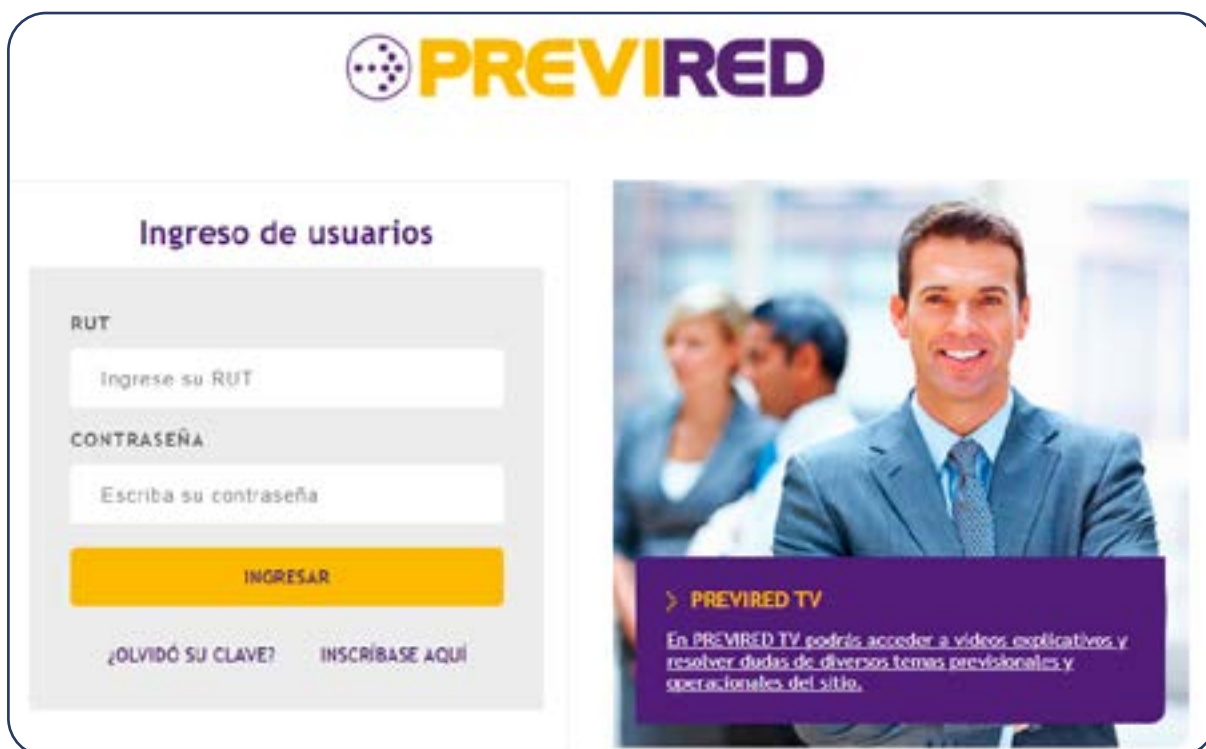 PREVIRED
Ingreso de usuarios
RUT
Ingrese su RUT
CONTRASEÑA
Escriba su contraseña
INGRESAR
¿OLVIDÓ SU CLAVE? INSCRÍBASE AQUÍ
PREVIRED TV
En PREVIRED TV podrás acceder a videos explicativos y
resolver dudas de diversos temas previsionales y
operacionales del sitio.